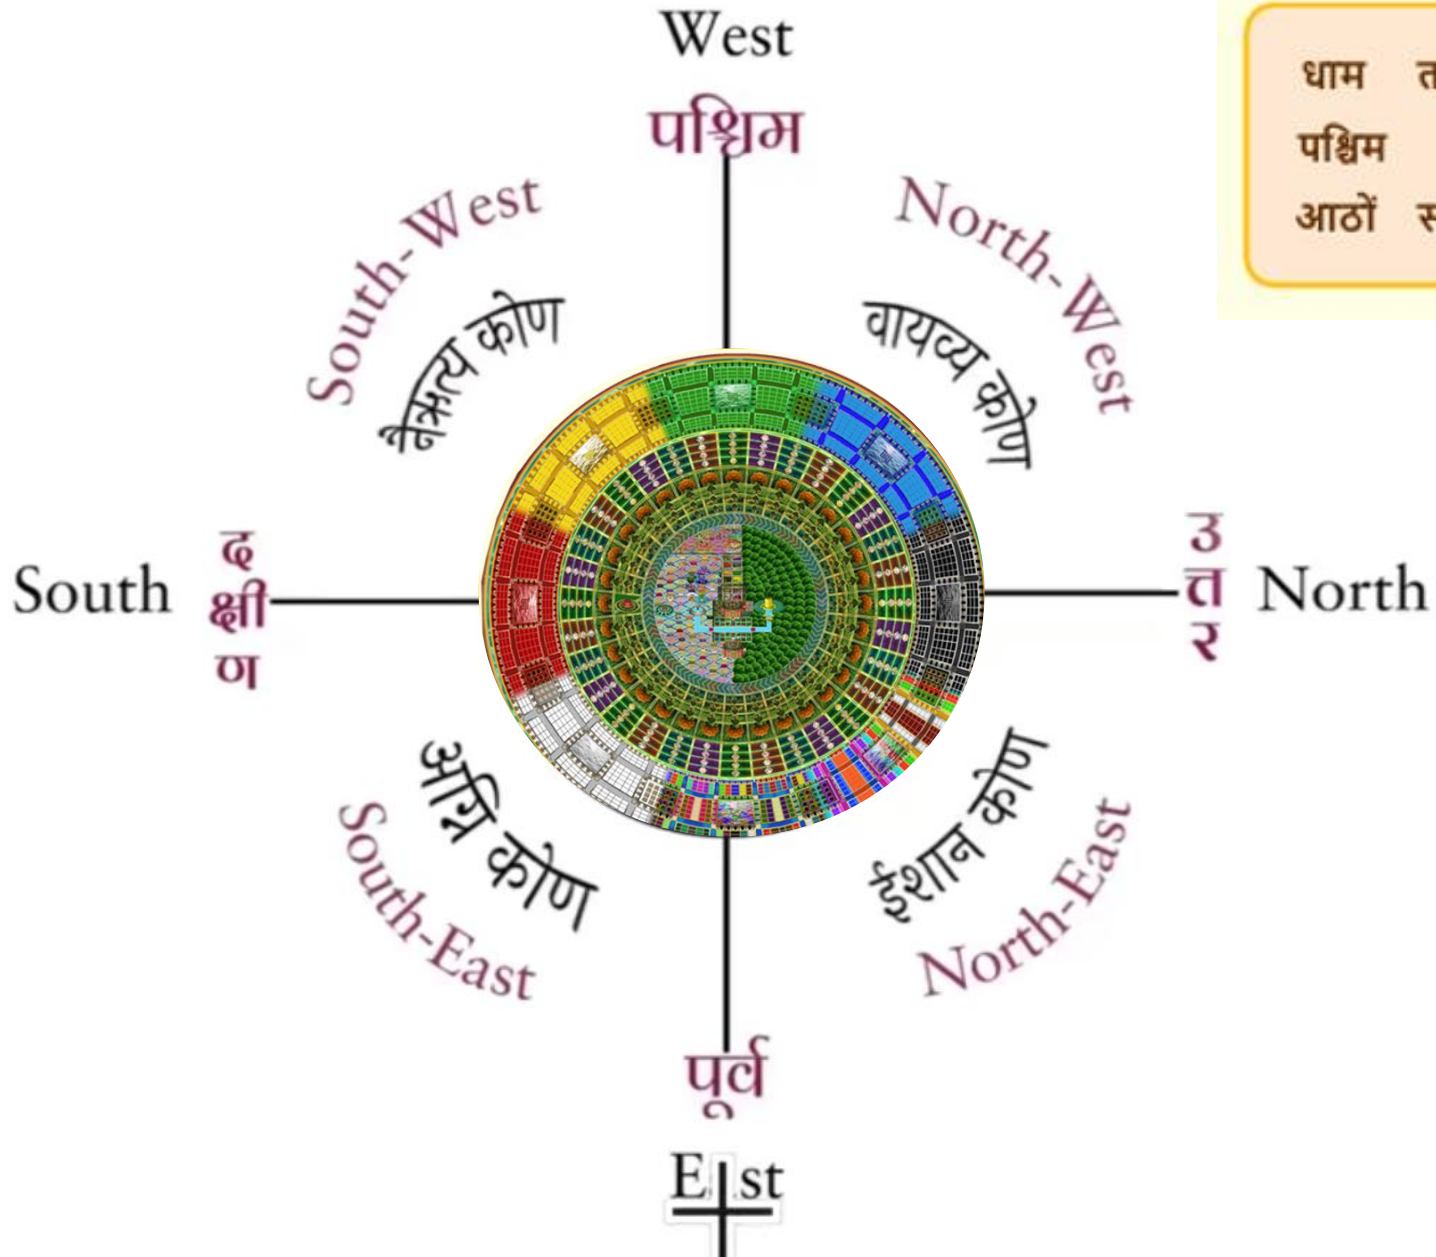 West
पश्चिम
धाम
पश्चिम
आठों
South-West
North-West
नैऋत्य कोण
वायव्य कोण
South
दक्षीण
उत्तर
North
अग्नि कोण
ईशान कोण
South-East
North-East
पूर्व
E st